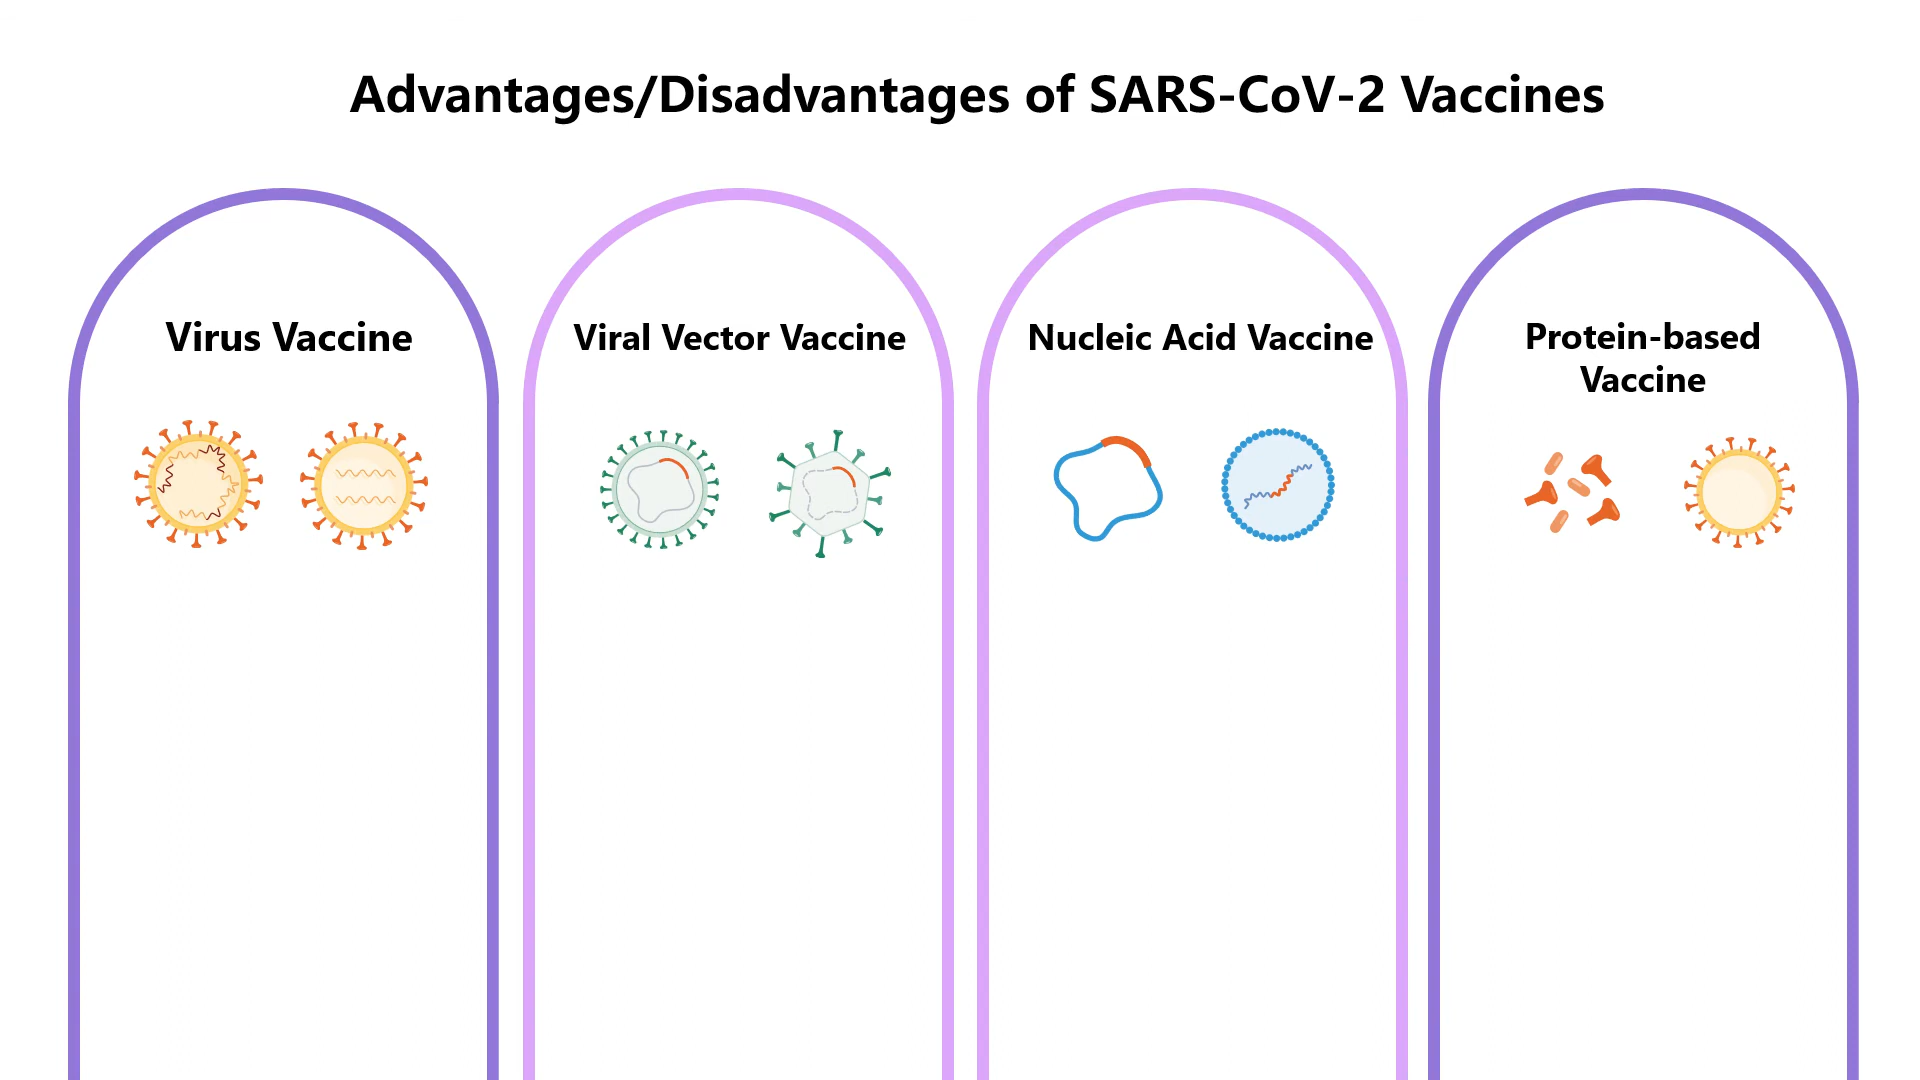 Advantages/Disadvantages of SARS-CoV-2 Vaccines
Virus Vaccine
Viral Vector Vaccine
Nucleic Acid Vaccine
Protein-based
Vaccine